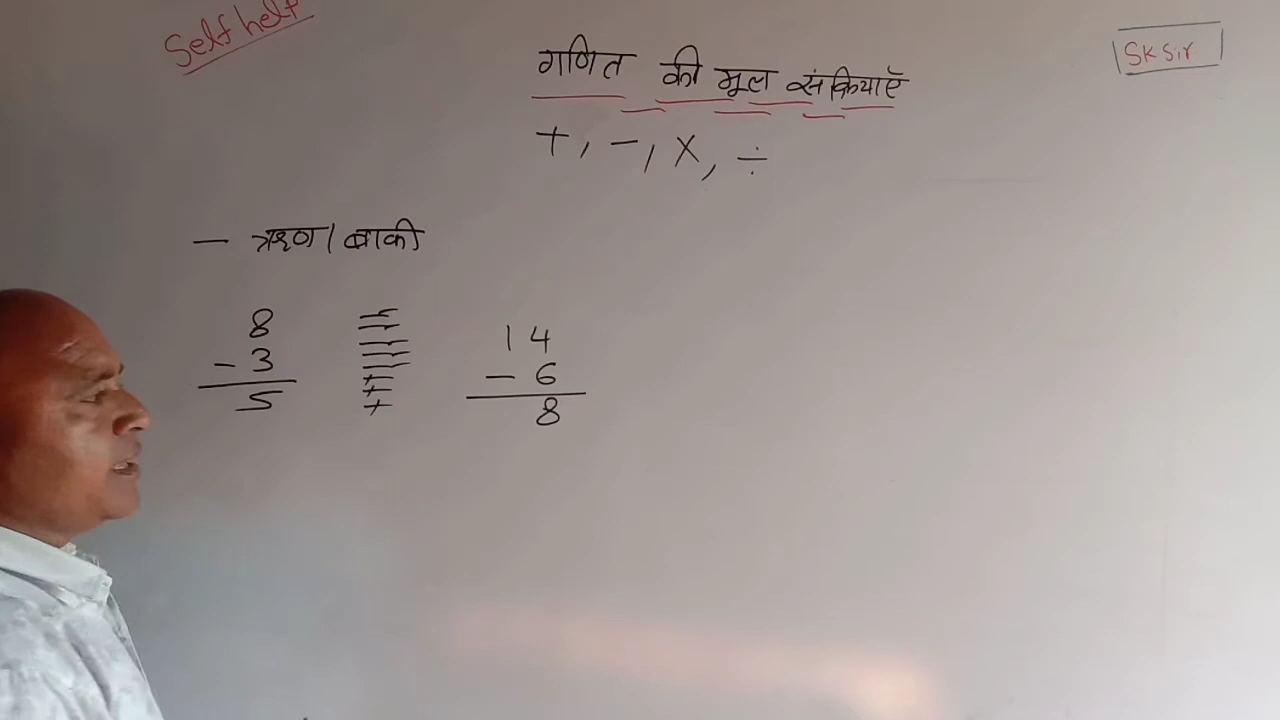 Self help
SK Sir
गणित की मूल संक्रियाएँ
+, -, ×, ÷
— ऋण / बाकी
8
- 3
5
14
- 6
8